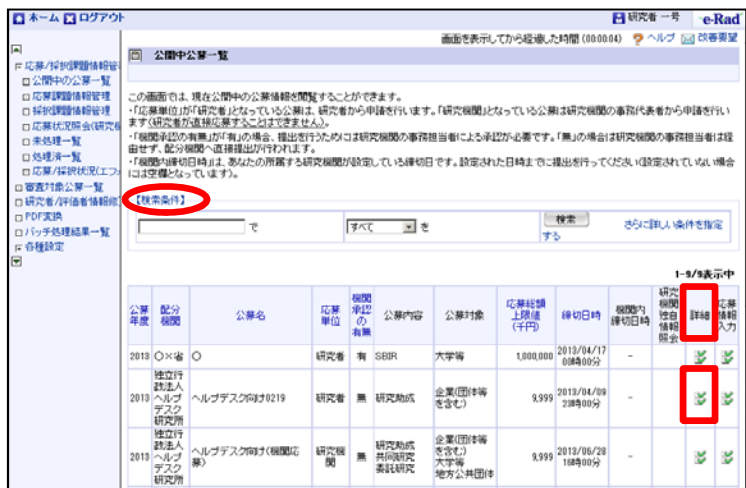 ホーム ログアウト
研究者 一号 e-Rad
画面を表示してから経過した時間 (00:00:04) ヘルプ 改善要望
応募/採択課題情報管
公開中の公募一覧
応募課題情報管理
採択課題情報管理
応募状況照会(研究機
未処理一覧
処理済一覧
応募/採択状況(エフ
審査対象公募一覧
研究者/評価者情報修
PDF変換
バッチ処理結果一覧
各種設定
公開中公募一覧
この画面では、現在公開中の公募情報を閲覧することができます。
・「応募単位」が「研究者」となっている公募は、研究者から申請を行います。「研究機関」となっている公募は研究機関の事務代表者から申請を行い
ます(研究者が直接応募することはできません)。
・「機関承認の有無」が「有」の場合、提出を行うためには研究機関の事務担当者による承認が必要です。「無」の場合は研究機関の事務担当者は経
由せず、配分機関へ直接提出が行われます。
・「機関内締切日時」は、あなたの所属する研究機関が設定している締切日です。設定された日時までに提出を行ってください(設定されていない場合
には空欄となっています)。
【検索条件】
で すべて を 検索
する
さらに詳しい条件を指定
1-9/9表示中
公募年度 配分機関 公募名 応募単位 機関承認の有無 公募内容 公募対象 応募総額上限値(千円) 締切日時 機関内締切日時 研究機関独自情報照会 詳細 応募情報入力
2013 〇×省 〇 研究者 有 SBIR 大学等 1,000,000 2013/04/17 00時00分 -
2013 独立行政法人ヘルプデスク研究所 ヘルプデスク向け0219 研究者 無 研究助成 企業(団体等を含む) 9,999 2013/04/09 23時00分 -
2013 独立行政法人ヘルプデスク研究所 ヘルプデスク向け(機関応募) 研究機関 無 研究助成 共同研究 委託研究 企業(団体等を含む) 大学等 地方公共団体 9,999 2013/06/28 16時00分 -